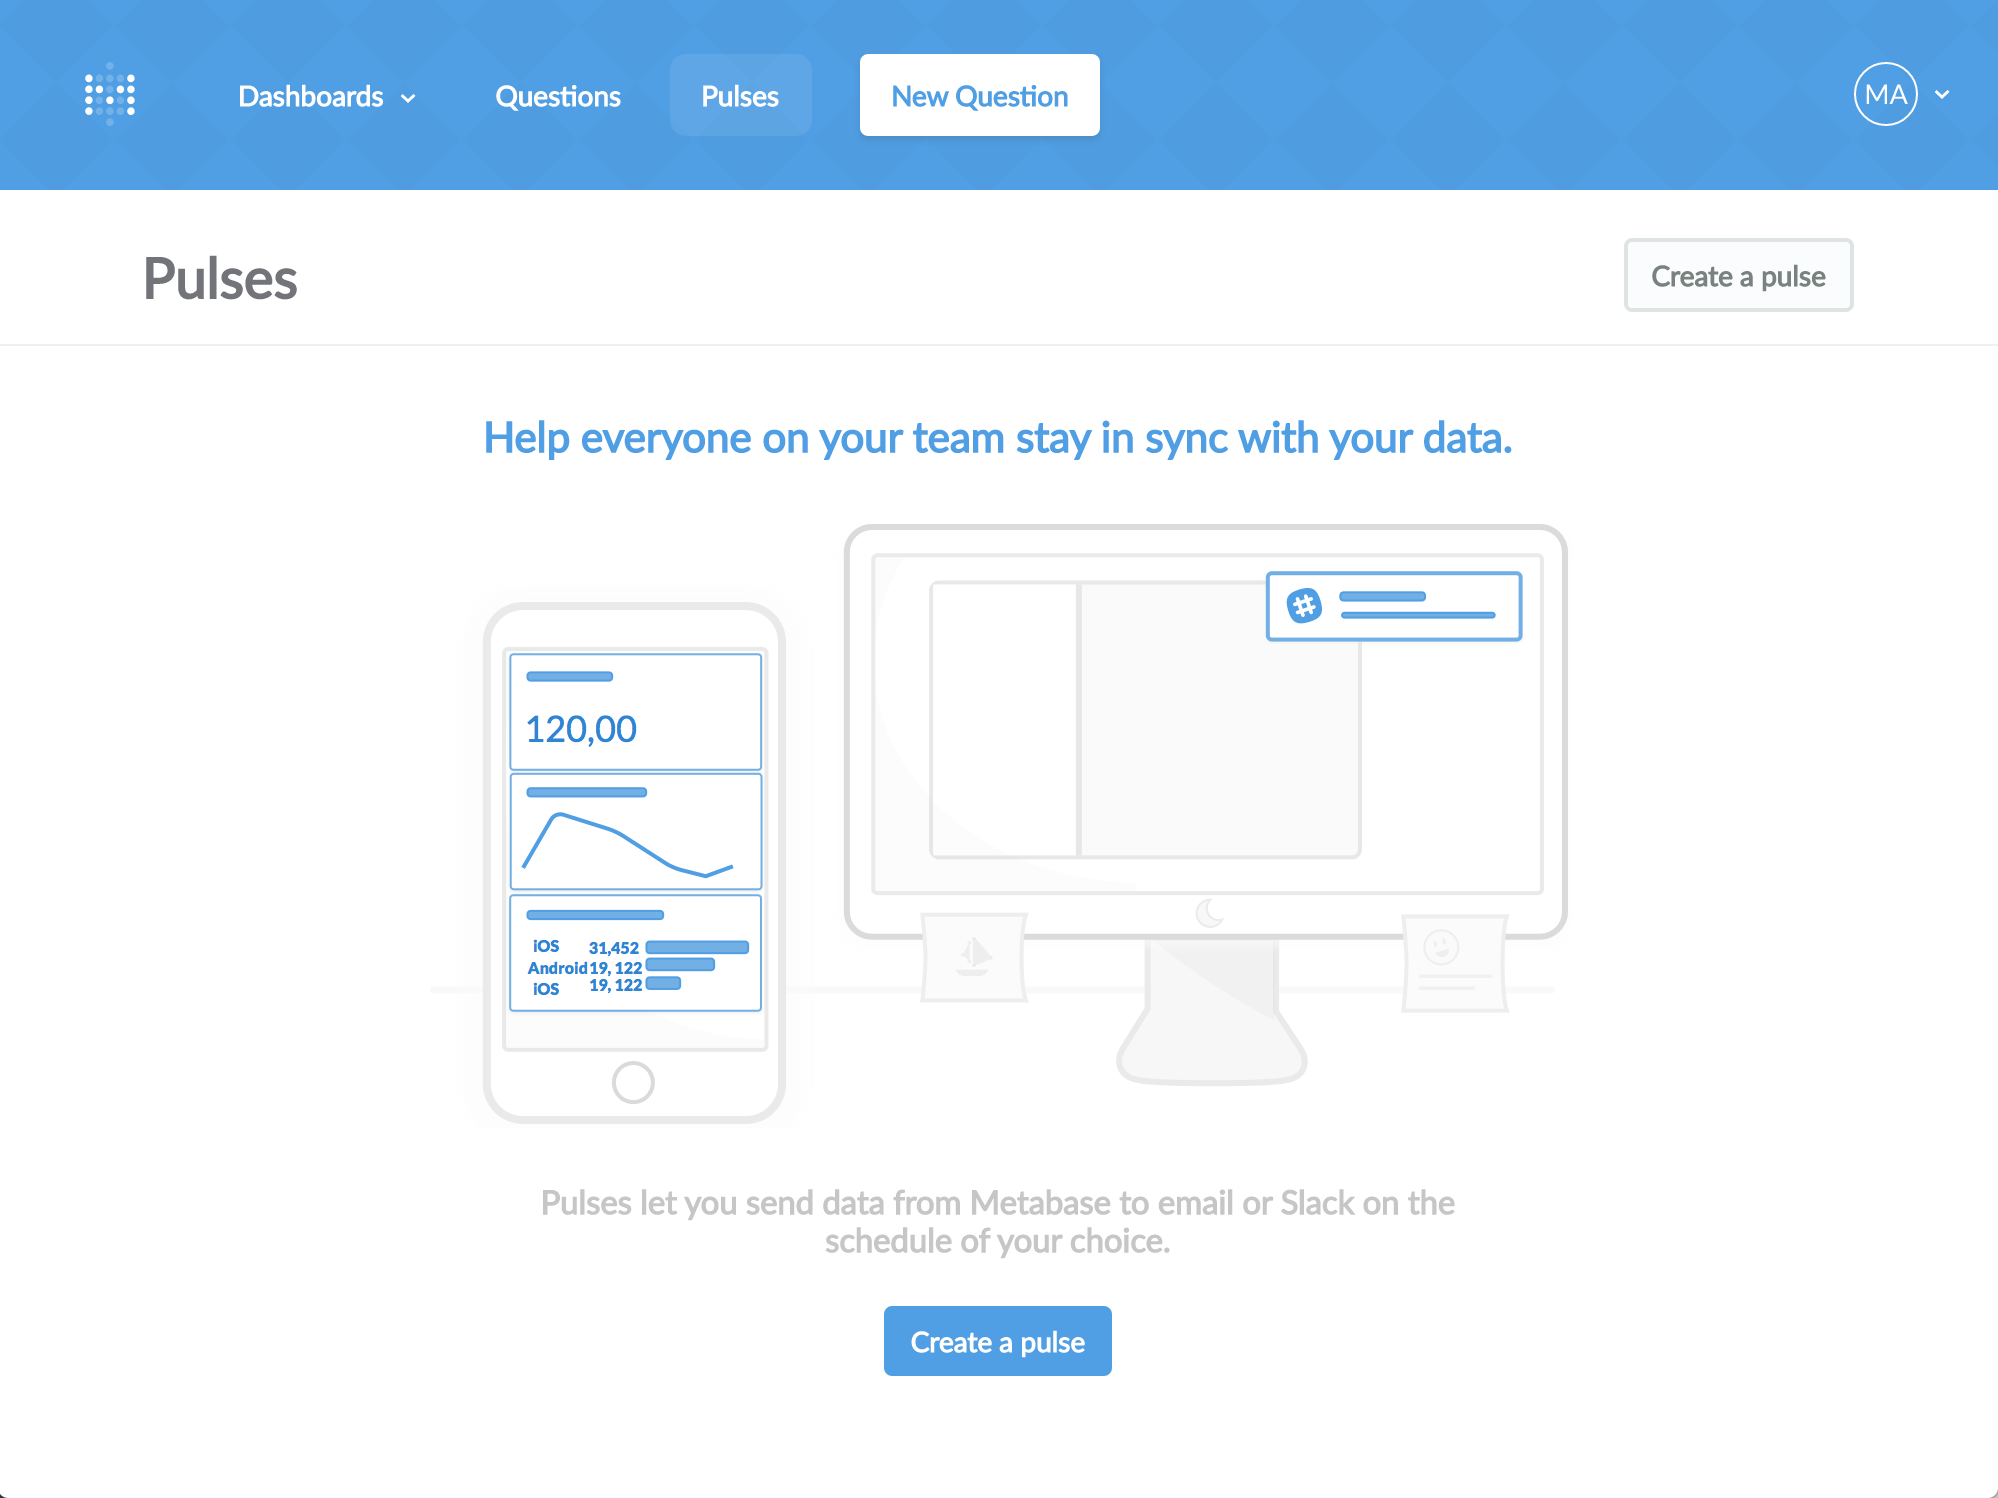 Dashboards Questions Pulses New Question MA
Pulses Create a pulse
Help everyone on your team stay in sync with your data.
120,00
iOS 31,452
Android 19, 122
iOS 19, 122
Pulses let you send data from Metabase to email or Slack on the
schedule of your choice.
Create a pulse